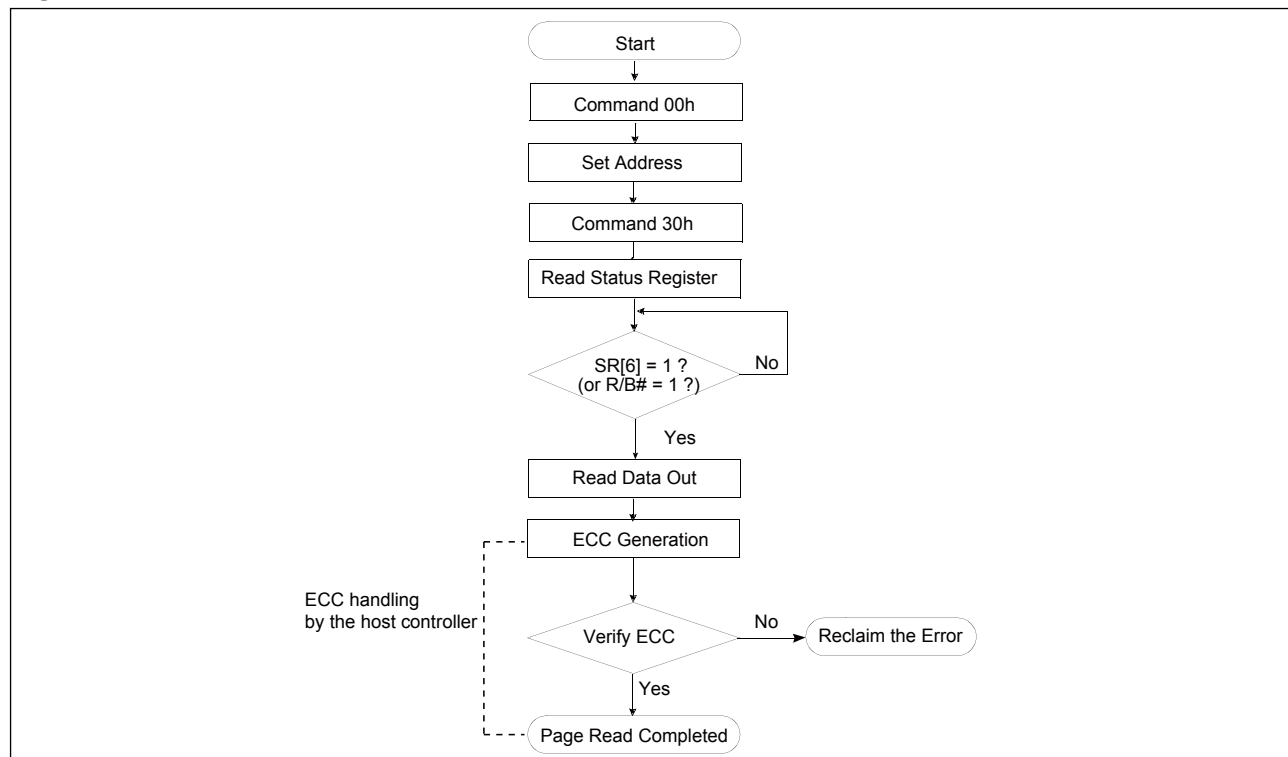 Start
Command 00h
Set Address
Command 30h
Read Status Register
SR[6] = 1 ?
(or R/B# = 1 ?)
No
Yes
Read Data Out
ECC Generation
ECC handling
by the host controller
Verify ECC
No
Reclaim the Error
Yes
Page Read Completed